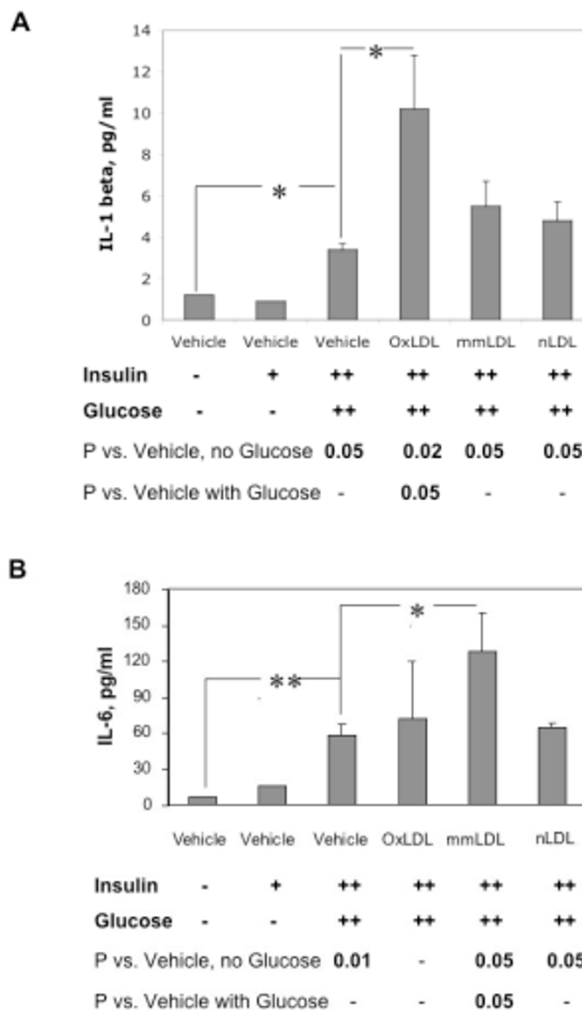 A
14
12
10
8
6
4
2
0
IL-1 beta, pg/ml
*
*
Vehicle Vehicle Vehicle OxLDL mmLDL nLDL
Insulin - + ++ ++ ++ ++
Glucose - - ++ ++ ++ ++
P vs. Vehicle, no Glucose 0.05 0.02 0.05 0.05
P vs. Vehicle with Glucose - 0.05 - -
B
180
150
120
90
60
30
0
IL-6, pg/ml
*
**
Vehicle Vehicle Vehicle OxLDL mmLDL nLDL
Insulin - + ++ ++ ++ ++
Glucose - - ++ ++ ++ ++
P vs. Vehicle, no Glucose 0.01 - 0.05 0.05
P vs. Vehicle with Glucose - - 0.05 -